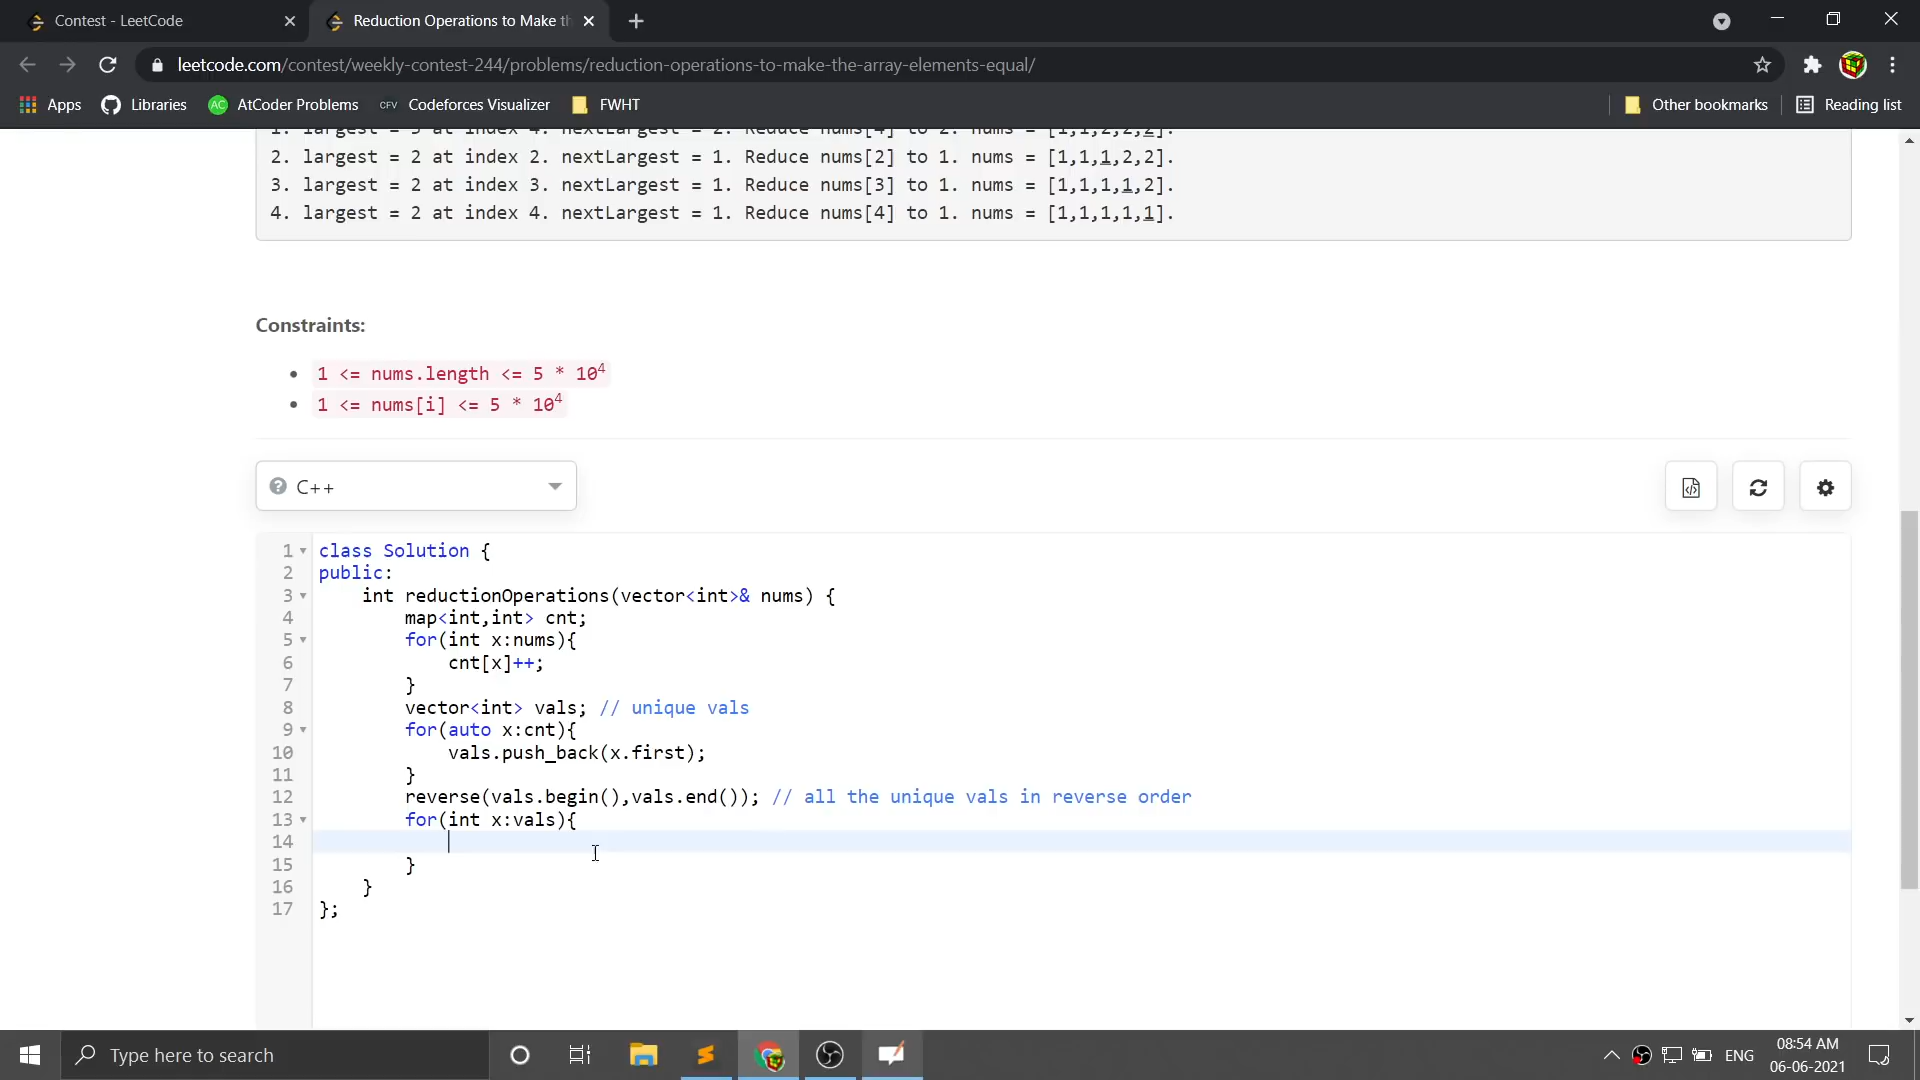 Contest - LeetCode
Reduction Operations to Make th
leetcode.com/contest/weekly-contest-244/problems/reduction-operations-to-make-the-array-elements-equal/
Apps Libraries AtCoder Problems CFV Codeforces Visualizer FWHT Other bookmarks Reading list
2. largest = 2 at index 2. nextLargest = 1. Reduce nums[2] to 1. nums = [1,1,1,2,2].
3. largest = 2 at index 3. nextLargest = 1. Reduce nums[3] to 1. nums = [1,1,1,1,2].
4. largest = 2 at index 4. nextLargest = 1. Reduce nums[4] to 1. nums = [1,1,1,1,1].
Constraints:
1 <= nums.length <= 5 * 10⁴
1 <= nums[i] <= 5 * 10⁴
C++
1 class Solution {
2 public:
3     int reductionOperations(vector<int>& nums) {
4         map<int,int> cnt;
5         for(int x:nums){
6             cnt[x]++;
7         }
8         vector<int> vals; // unique vals
9         for(auto x:cnt){
10             vals.push_back(x.first);
11         }
12         reverse(vals.begin(),vals.end()); // all the unique vals in reverse order
13         for(int x:vals){
14
15         }
16     }
17 };
Type here to search
ENG
08:54 AM
06-06-2021